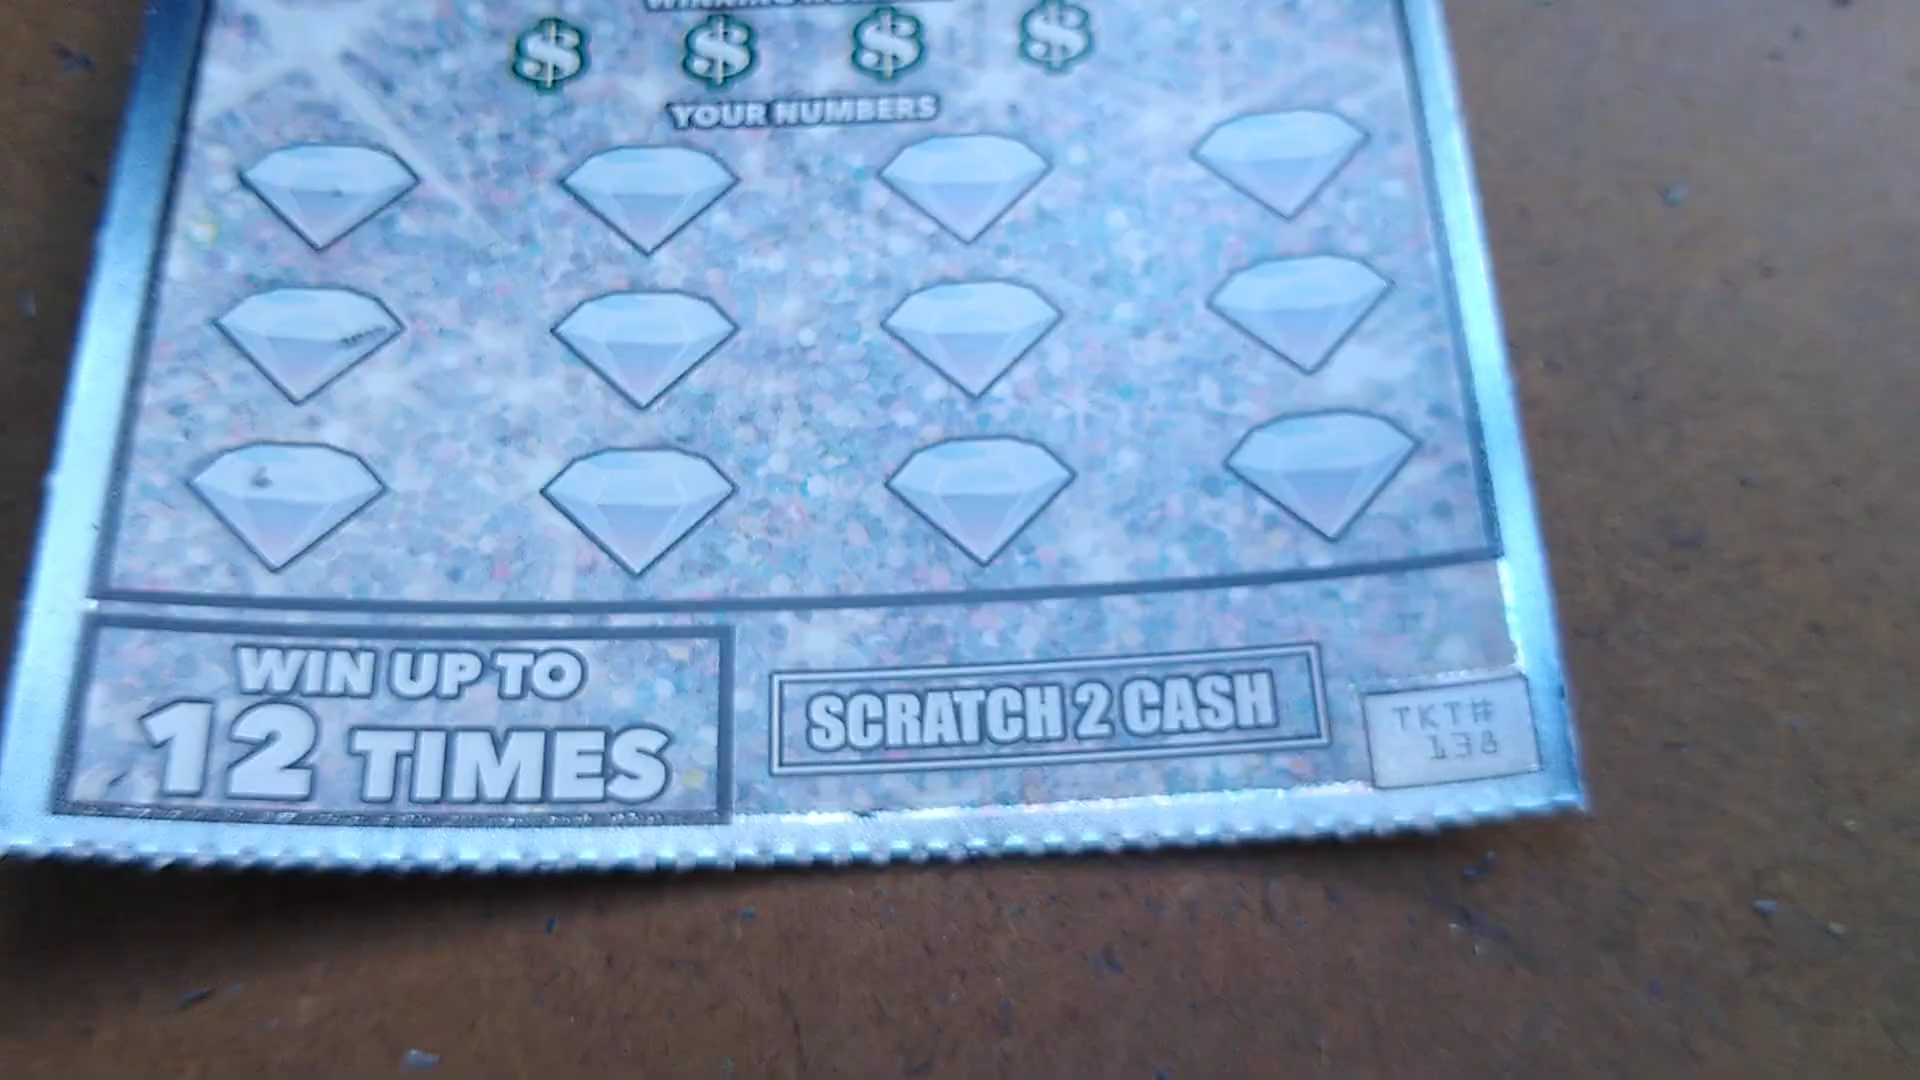 $ $ $ $
YOUR NUMBERS
WIN UP TO
12 TIMES
SCRATCH 2 CASH
TKT#
138